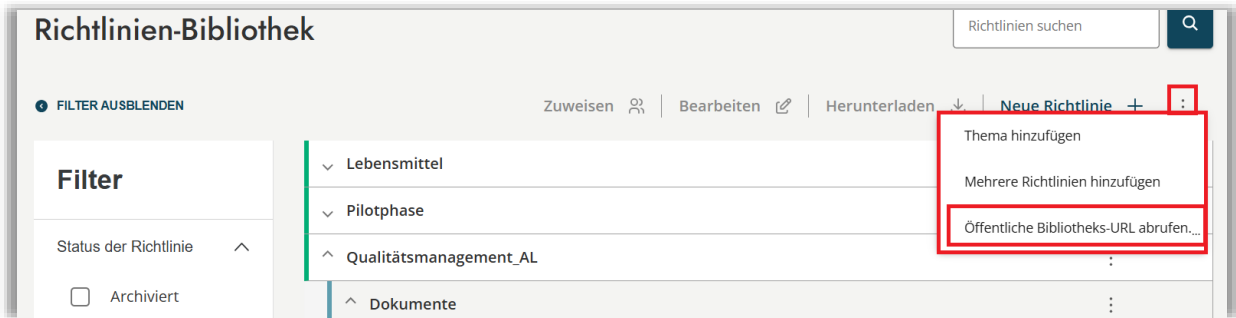 Richtlinien-Bibliothek
Richtlinien suchen
FILTER AUSBLENDEN
Zuweisen
Bearbeiten
Herunterladen
Neue Richtlinie
Thema hinzufügen
Mehrere Richtlinien hinzufügen
Öffentliche Bibliotheks-URL abrufen...
Filter
Status der Richtlinie
Archiviert
Lebensmittel
Pilotphase
Qualitätsmanagement_AL
Dokumente